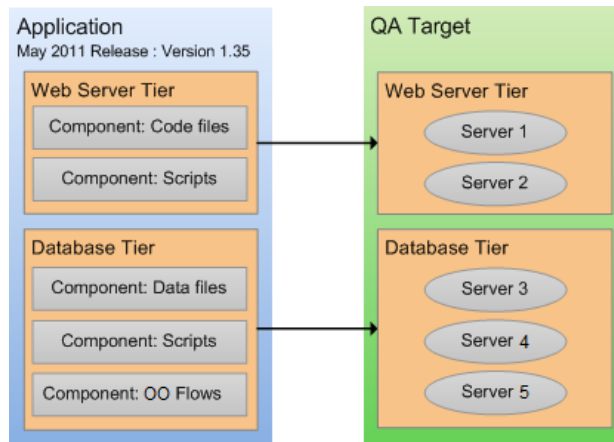 Application
May 2011 Release : Version 1.35
Web Server Tier
Component: Code files
Component: Scripts
Database Tier
Component: Data files
Component: Scripts
Component: OO Flows
QA Target
Web Server Tier
Server 1
Server 2
Database Tier
Server 3
Server 4
Server 5